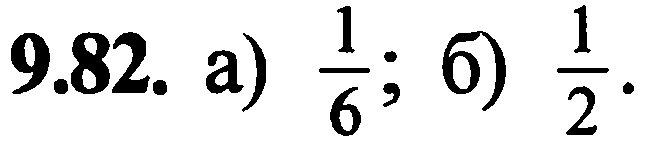 9.82. а) 1/6; б) 1/2.